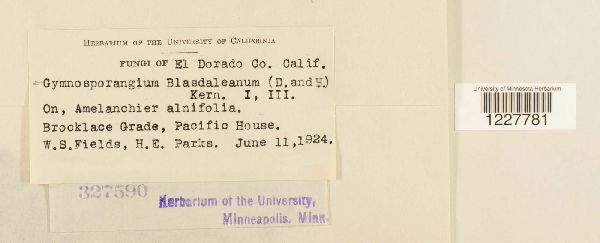 Herbarium of the University of California
Fungi of El Dorado Co. Calif.
Gymnosporangium Blasdaleanum (D.and H.)
Kern. I, III.
On, Amelanchier alnifolia.
Brocklace Grade, Pacific House.
W.S.Fields, H.E. Parks. June 11,1924.
327590
Herbarium of the University,
Minneapolis, Minn.
University of Minnesota Herbarium
1227781